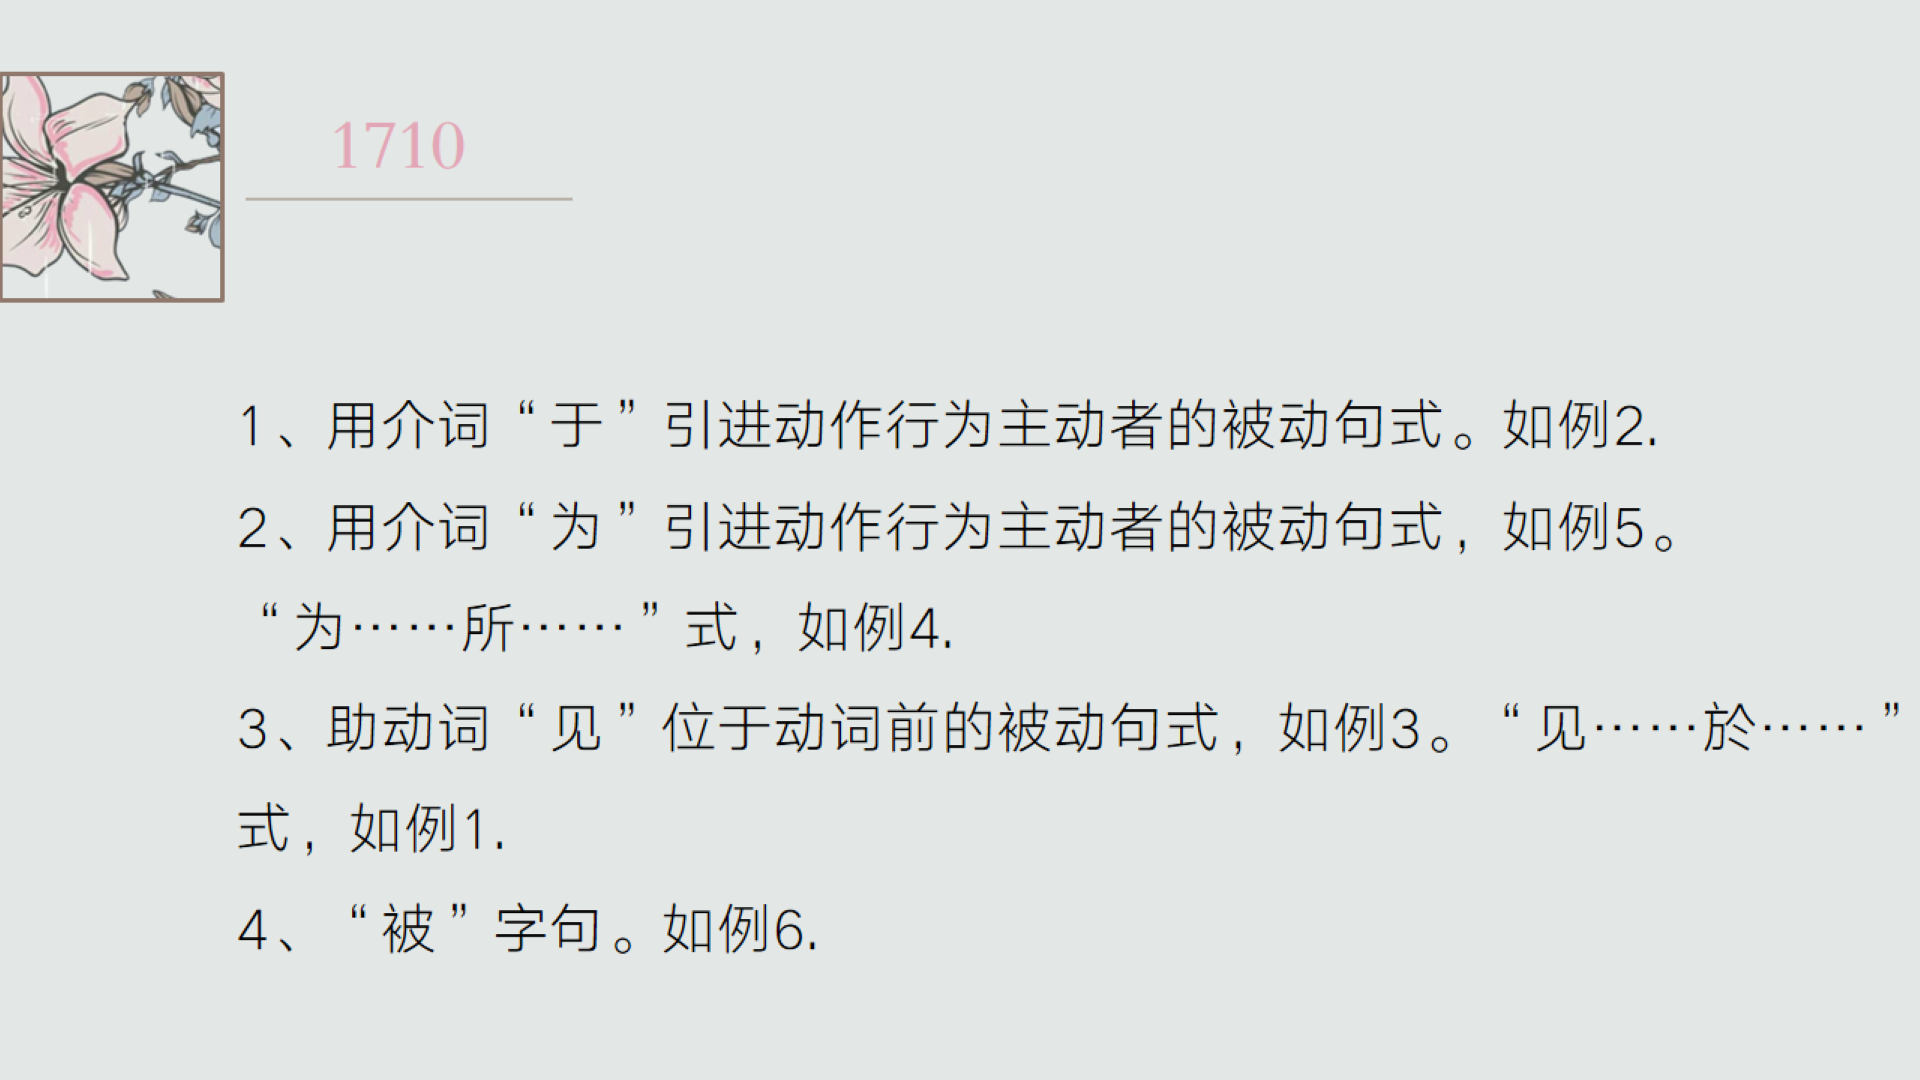 1710
1、用介词“于”引进动作行为主动者的被动句式。如例2.
2、用介词“为”引进动作行为主动者的被动句式，如例5。
“为……所……”式，如例4.
3、助动词“见”位于动词前的被动句式，如例3。“见……於……”
式，如例1.
4、“被”字句。如例6.